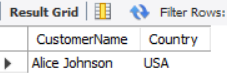 Result Grid Filter Rows:
CustomerName Country
Alice Johnson USA